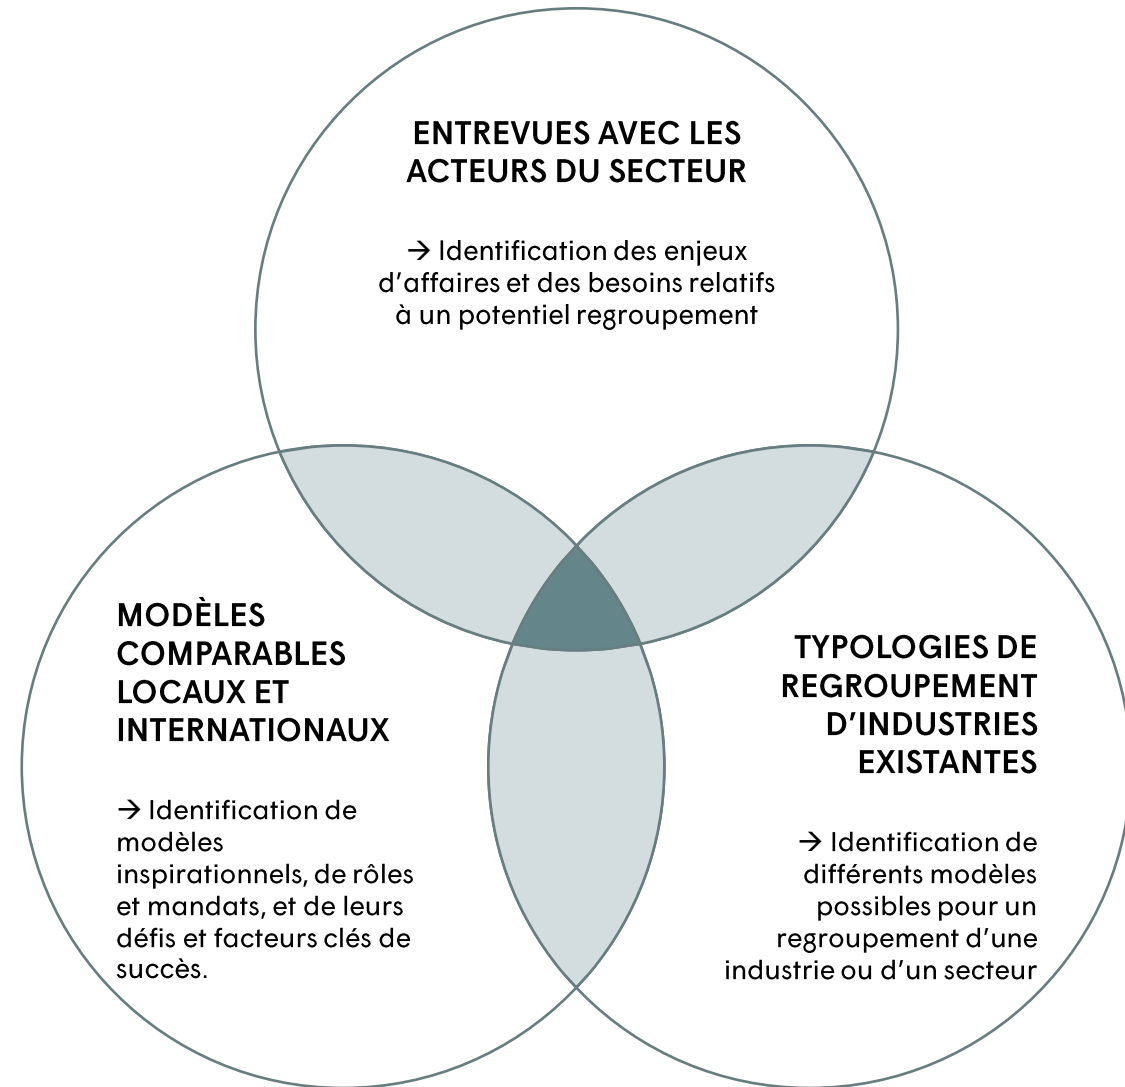 ENTREVUES AVEC LES
ACTEURS DU SECTEUR
→ Identification des enjeux
d’affaires et des besoins relatifs
à un potentiel regroupement
MODÈLES
COMPARABLES
LOCAUX ET
INTERNATIONAUX
→ Identification de
modèles
inspirationnels, de rôles
et mandats, et de leurs
défis et facteurs clés de
succès.
TYPOLOGIES DE
REGROUPEMENT
D’INDUSTRIES
EXISTANTES
→ Identification de
différents modèles
possibles pour un
regroupement d’une
industrie ou d’un secteur